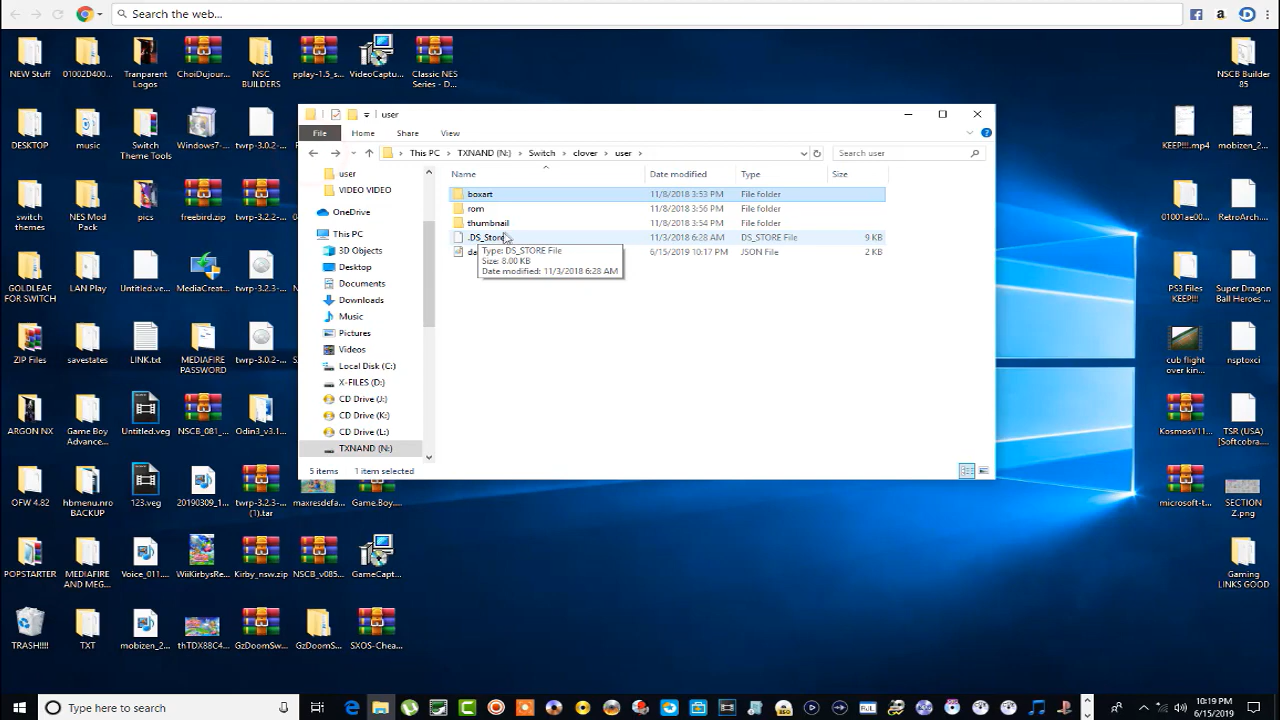 Search the web...
NEW Stuff
01002D400...
Tranparent
Logos
ChoiDujour...
NSC
BUILDERS
pplay-1.5_s...
VideoCaptu...
Classic NES
Series - D...
NSCB Builder
85
DESKTOP
music
Switch
Theme Tools
Windows7-...
twrp-3.0.2-...
KEEP!!!.mp4
mobizen_2...
switch
themes
NES Mod
Pack
pics
freebird.zip
twrp-3.2.2-...
01001ae00...
RetroArch...
GOLDLEAF
FOR SWITCH
LAN Play
Untitled.ve...
MediaCreat...
twrp-3.2.3-...
PS3 Files
KEEP!!!
Super Dragon
Ball Heroes ...
ZIP Files
savestates
LINK.txt
MEDIAFIRE
PASSWORD
twrp-3.0.2-...
cub flight
over kin...
nsptoxci
ARGON NX
Game Boy
Advance...
Untitled.veg
NSCB_081_...
Odin3_v3.1...
KosmosV11...
TSR (USA)
[Softcobra...
OFW 4.82
hbmenu.nro
BACKUP
123.veg
20190309_1...
twrp-3.2.3-...
(1).tar
maxresdefa...
Game.Boy....
microsoft-t...
SECTION
Z.png
POPSTARTER
MEDIAFIRE
AND MEG...
Voice_011...
WiiKirbysRe...
Kirby_nsw.zip
NSCB_v085...
GameCapt...
Gaming
LINKS GOOD
TRASH!!!!
TXT
mobizen_2...
thTDX88C4...
GzDoomSw...
GzDoomS...
SXOS-Chea...
user
File
Home
Share
View
This PC
TXNAND (N:)
Switch
clover
user
Search user
Name
Date modified
Type
Size
user
VIDEO VIDEO
OneDrive
This PC
3D Objects
Desktop
Documents
Downloads
Music
Pictures
Videos
Local Disk (C:)
X-FILES (D:)
CD Drive (J:)
CD Drive (K:)
CD Drive (L:)
TXNAND (N:)
boxart 11/8/2018 3:53 PM File folder
rom 11/8/2018 3:56 PM File folder
thumbnail 11/8/2018 3:54 PM File folder
.DS_Store 11/3/2018 6:28 AM DS_STORE File 9 KB
da 6/15/2019 10:17 PM JSON File 2 KB
Type: DS_STORE File
Size: 8.00 KB
Date modified: 11/3/2018 6:28 AM
5 items
1 item selected
Type here to search
10:19 PM
6/15/2019